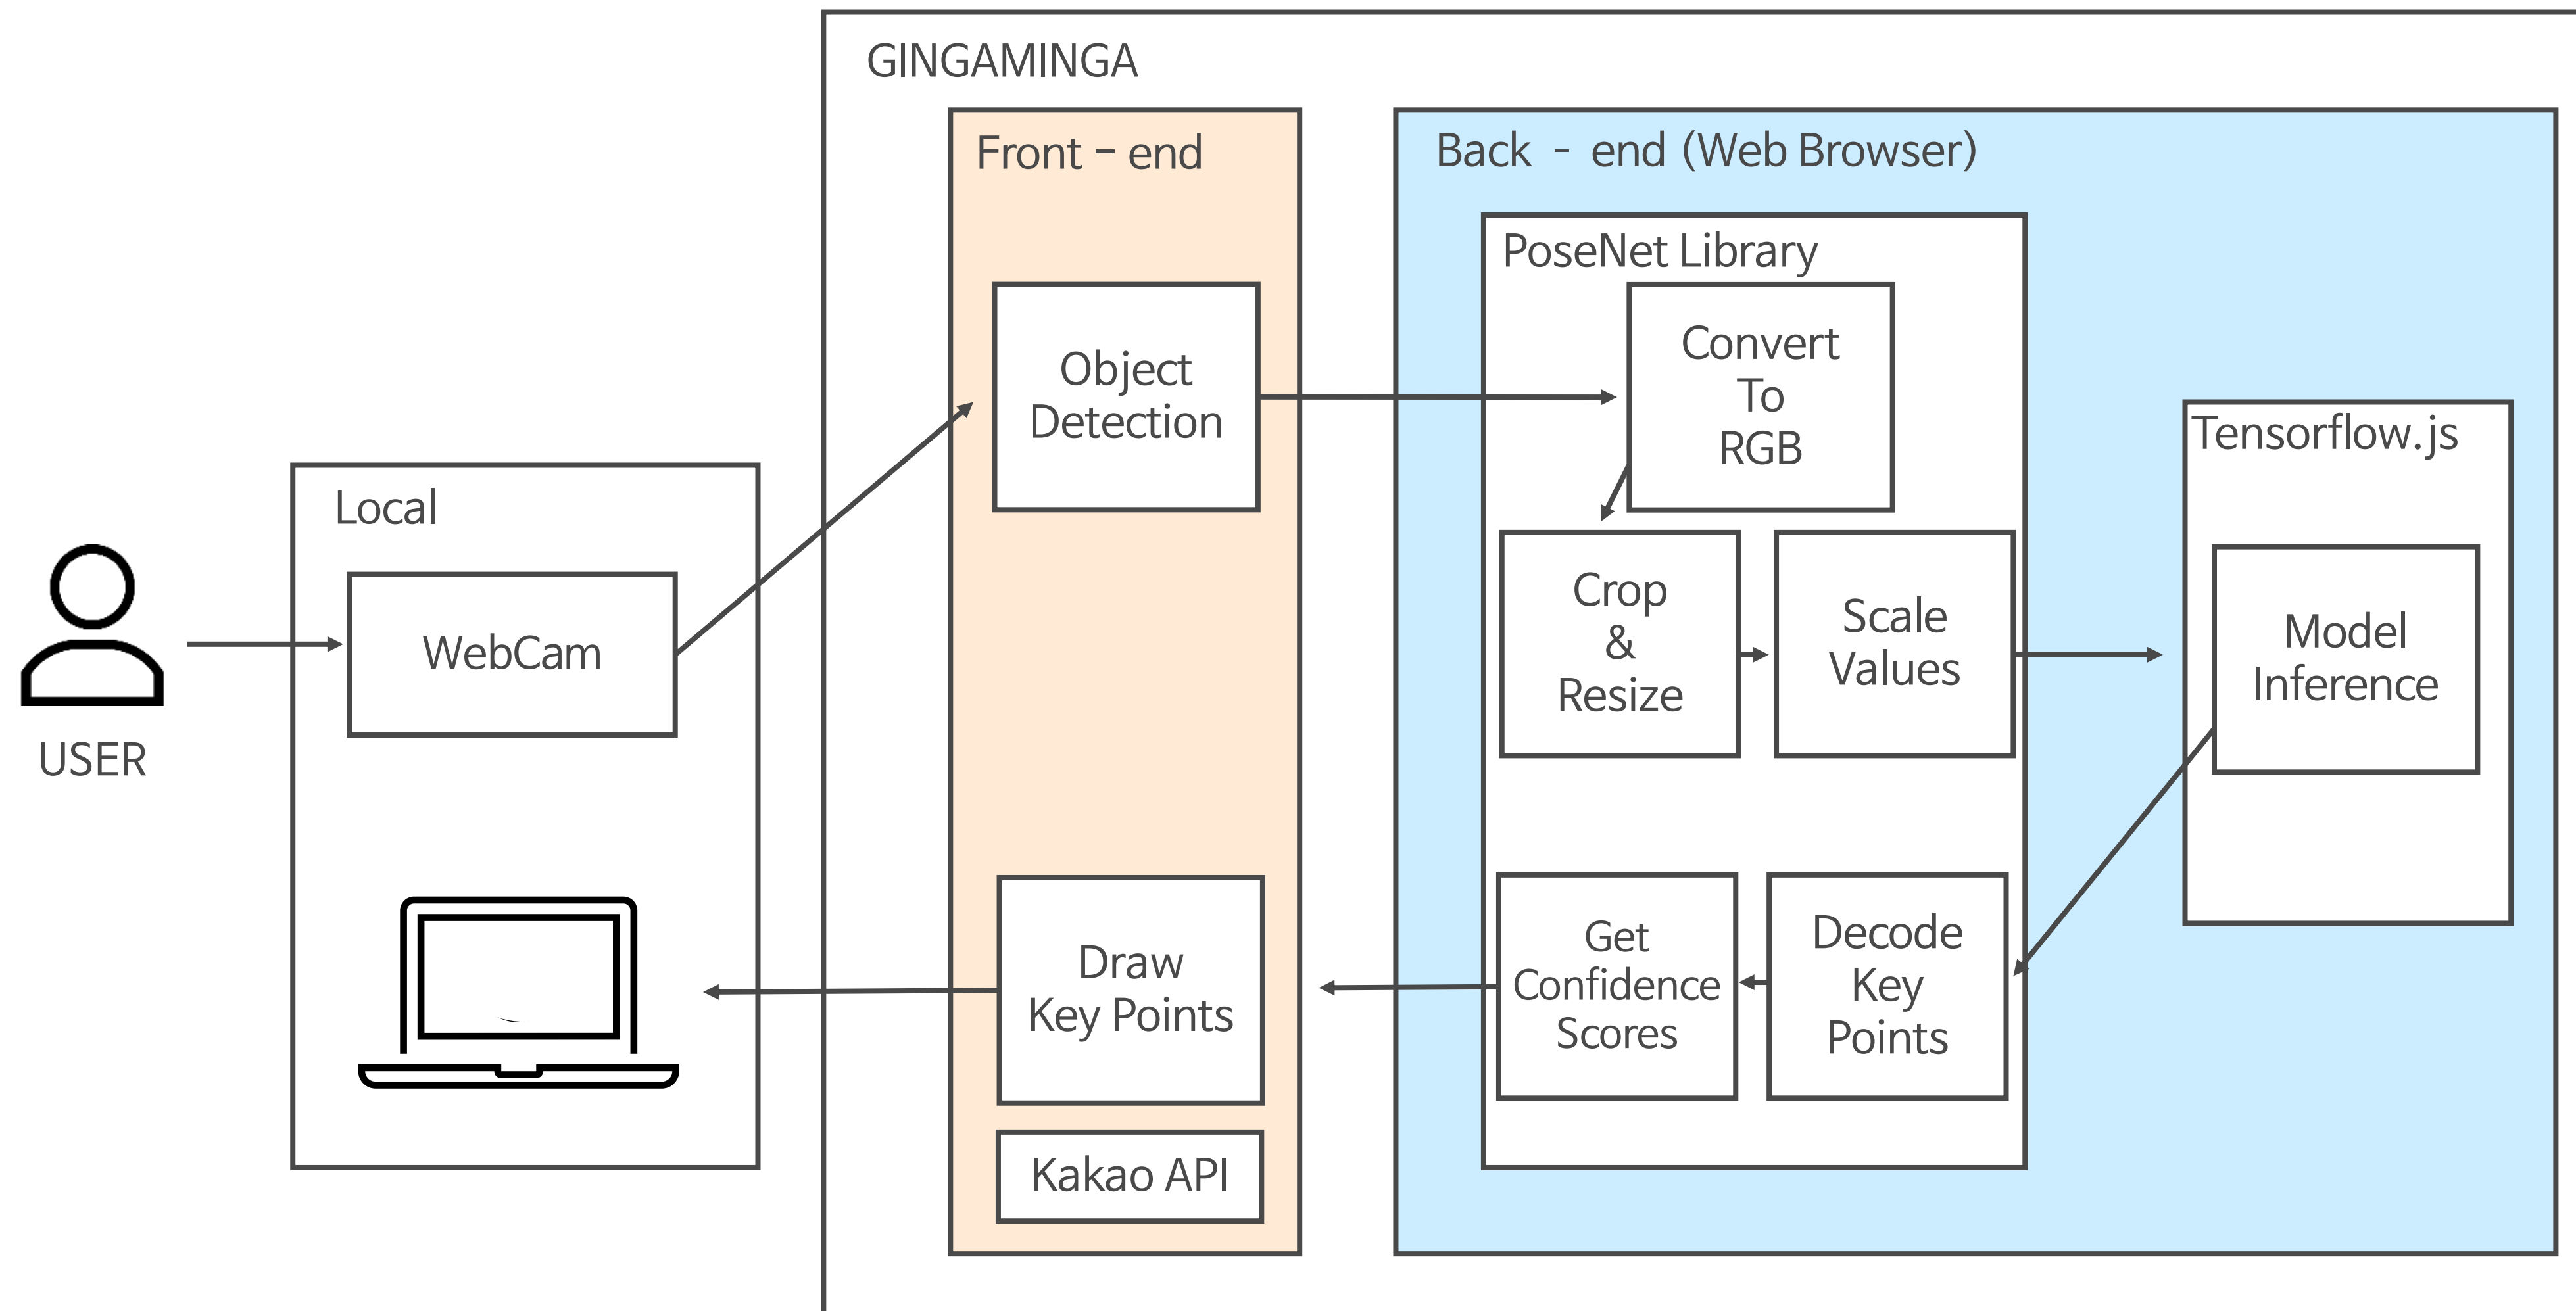 GINGAMINGA
Front - end
Back - end (Web Browser)
PoseNet Library
Object
Detection
Convert
To
RGB
Tensorflow.js
Local
WebCam
USER
Crop
&
Resize
Scale
Values
Model
Inference
Draw
Key Points
Get
Confidence
Scores
Decode
Key
Points
Kakao API